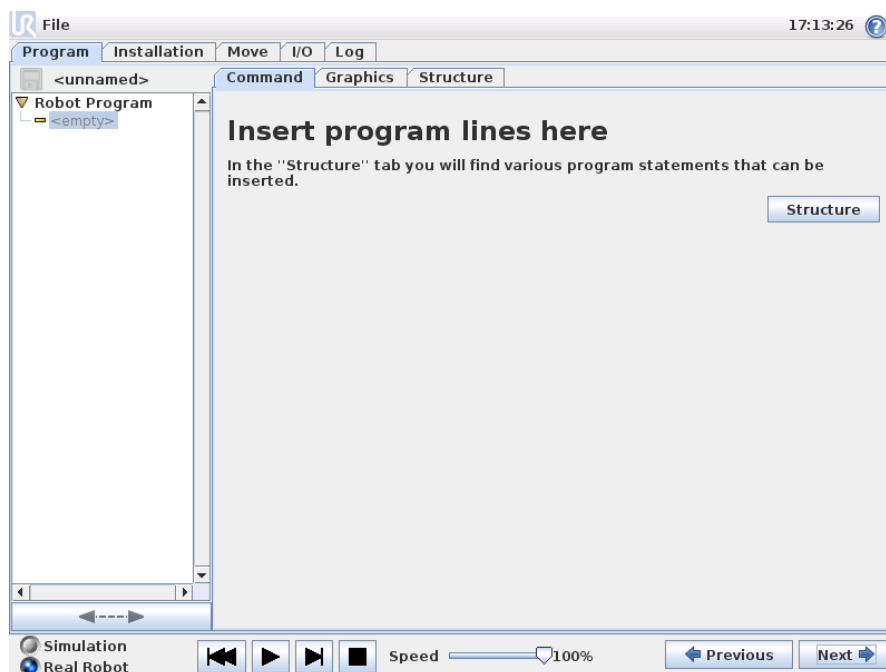 UR File 17:13:26 ?
Program Installation Move I/O Log
<unnamed> Command Graphics Structure
Robot Program
<empty>
Insert program lines here
In the "Structure" tab you will find various program statements that can be
inserted.
Structure
Simulation
Real Robot
Speed 100%
Previous Next